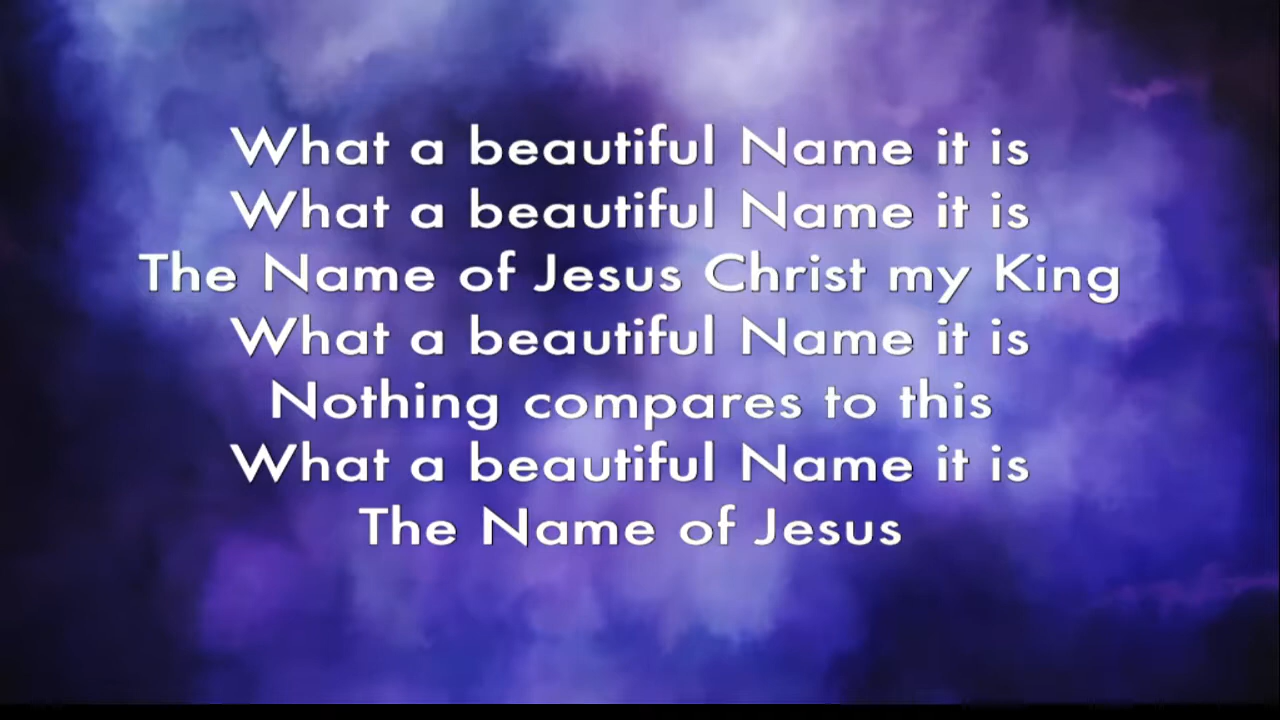 What a beautiful Name it is
What a beautiful Name it is
The Name of Jesus Christ my King
What a beautiful Name it is
Nothing compares to this
What a beautiful Name it is
The Name of Jesus